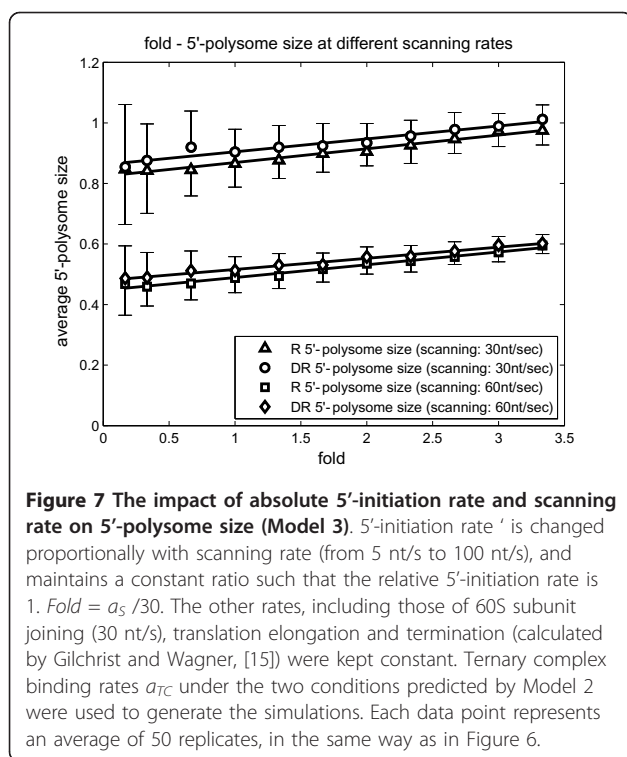 fold - 5'-polysome size at different scanning rates
1.2
1
0.8
0.6
0.4
0.2
0
average 5'-polysome size
R 5'-polysome size (scanning: 30nt/sec)
DR 5'-polysome size (scanning: 30nt/sec)
R 5'-polysome size (scanning: 60nt/sec)
DR 5'-polysome size (scanning: 60nt/sec)
0 0.5 1 1.5 2 2.5 3 3.5
fold
Figure 7 The impact of absolute 5’-initiation rate and scanning
rate on 5’-polysome size (Model 3). 5’-initiation rate ‘ is changed
proportionally with scanning rate (from 5 nt/s to 100 nt/s), and
maintains a constant ratio such that the relative 5’-initiation rate is
1. Fold = aS /30. The other rates, including those of 60S subunit
joining (30 nt/s), translation elongation and termination (calculated
by Gilchrist and Wagner, [15]) were kept constant. Ternary complex
binding rates aTC under the two conditions predicted by Model 2
were used to generate the simulations. Each data point represents
an average of 50 replicates, in the same way as in Figure 6.